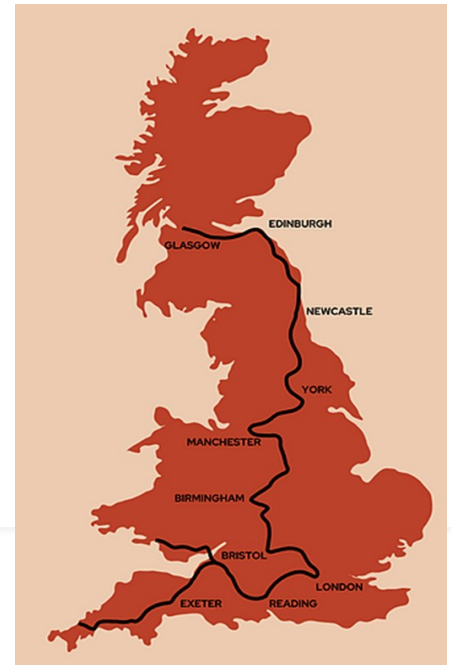 EDINBURGH
GLASGOW
NEWCASTLE
YORK
MANCHESTER
BIRMINGHAM
BRISTOL
LONDON
EXETER
READING